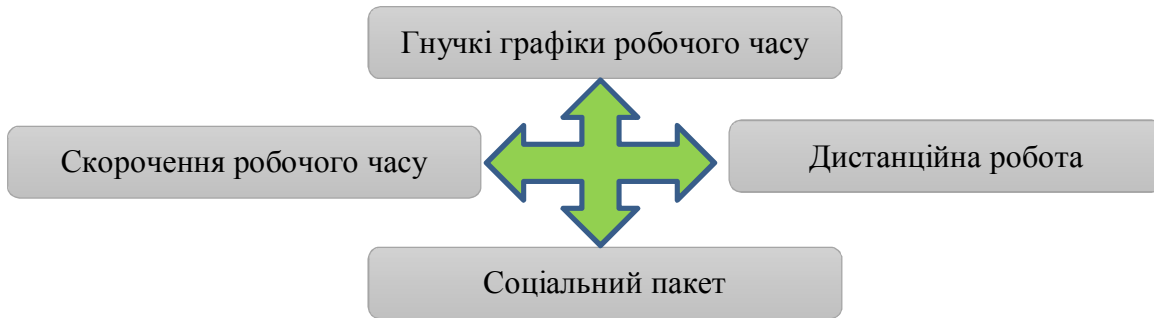 Гнучкі графіки робочого часу
Скорочення робочого часу
Дистанційна робота
Соціальний пакет